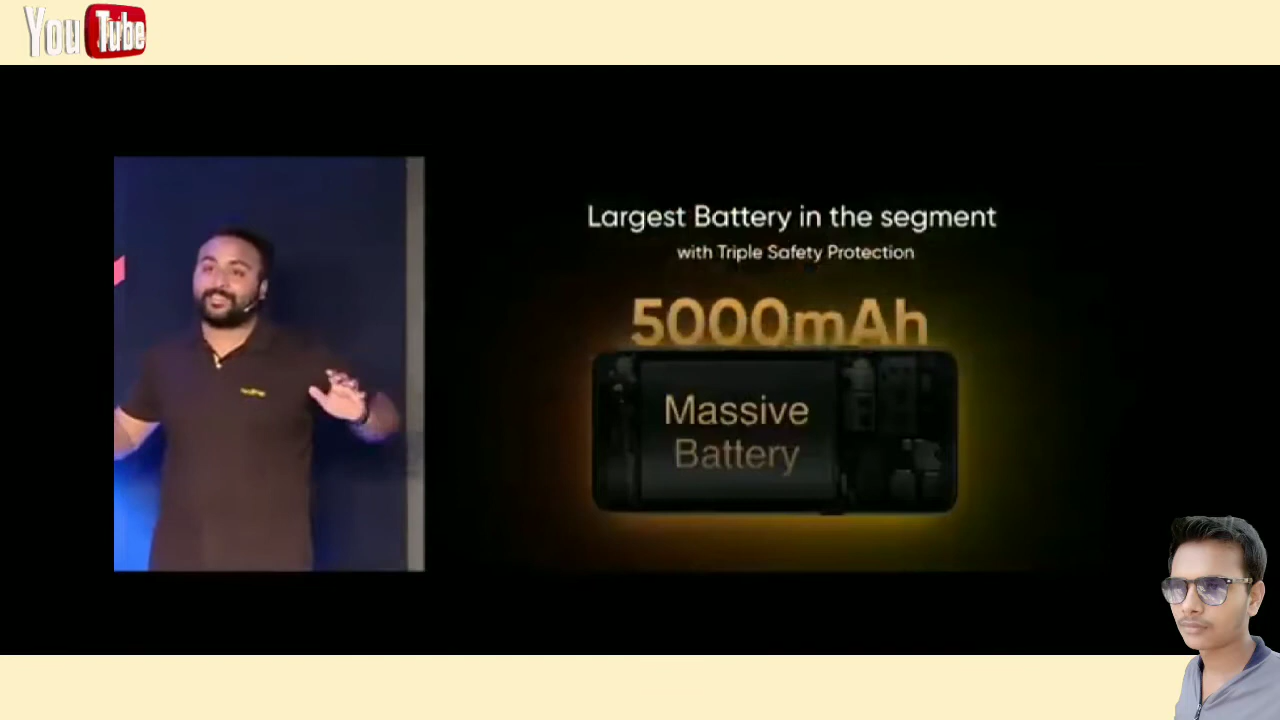 YouTube
Largest Battery in the segment
with Triple Safety Protection
5000mAh
Massive
Battery